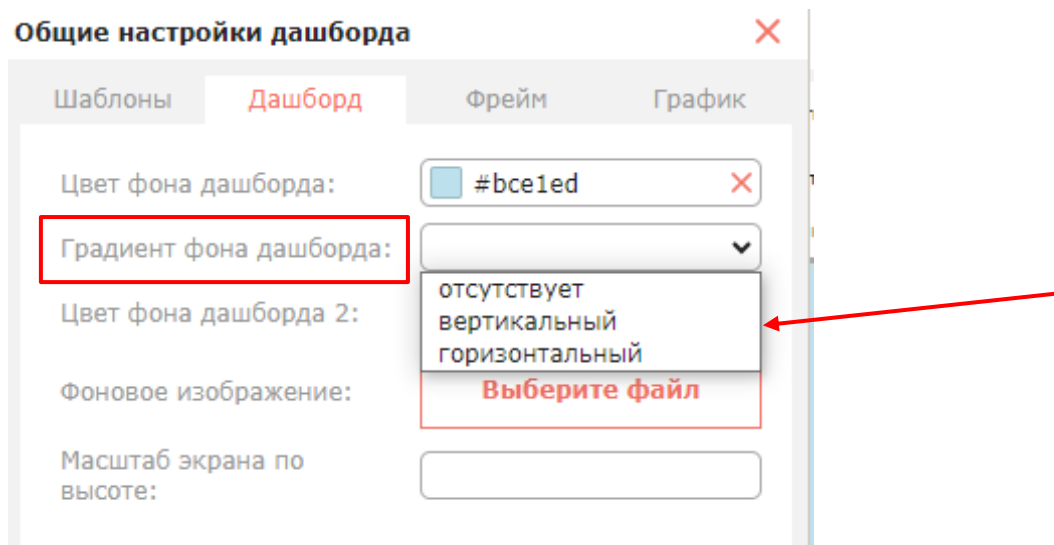 Общие настройки дашборда
Шаблоны Дашборд Фрейм График
Цвет фона дашборда: #bce1ed
Градиент фона дашборда:
отсутствует
вертикальный
горизонтальный
Цвет фона дашборда 2:
Фоновое изображение: Выберите файл
Масштаб экрана по
высоте: